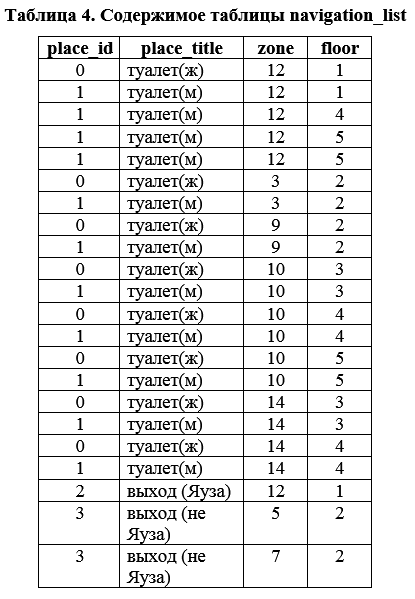 Таблица 4. Содержимое таблицы navigation_list
place_id place_title zone floor
0 туалет(ж) 12 1
1 туалет(м) 12 1
1 туалет(м) 12 4
1 туалет(м) 12 5
1 туалет(м) 12 5
0 туалет(ж) 3 2
1 туалет(м) 3 2
0 туалет(ж) 9 2
1 туалет(м) 9 2
0 туалет(ж) 10 3
1 туалет(м) 10 3
0 туалет(ж) 10 4
1 туалет(м) 10 4
0 туалет(ж) 10 5
1 туалет(м) 10 5
0 туалет(ж) 14 3
1 туалет(м) 14 3
0 туалет(ж) 14 4
1 туалет(м) 14 4
2 выход (Яуза) 12 1
3 выход (не 5 2
Яуза)
3 выход (не 7 2
Яуза)